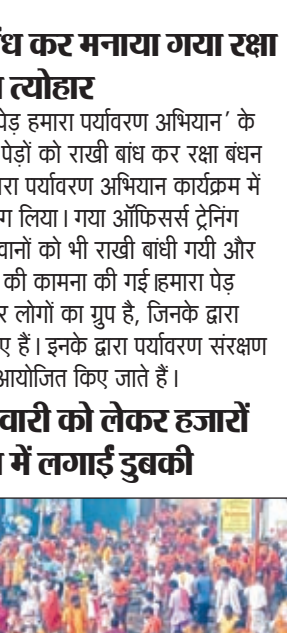 ंध कर मनाया गया रक्षा
त्योहार
पेड़ हमारा पर्यावरण अभियान’ के
पेड़ों को राखी बांध कर रक्षा बंधन
रा पर्यावरण अभियान कार्यक्रम में
ग लिया। गया ऑफिसर्स ट्रेनिंग
वानों को भी राखी बांधी गयी और
की कामना की गई।हमारा पेड़
र लोगों का ग्रुप है, जिनके द्वारा
ए हैं। इनके द्वारा पर्यावरण संरक्षण
आयोजित किए जाते हैं।
वारी को लेकर हजारों
में लगाईं डुबकी